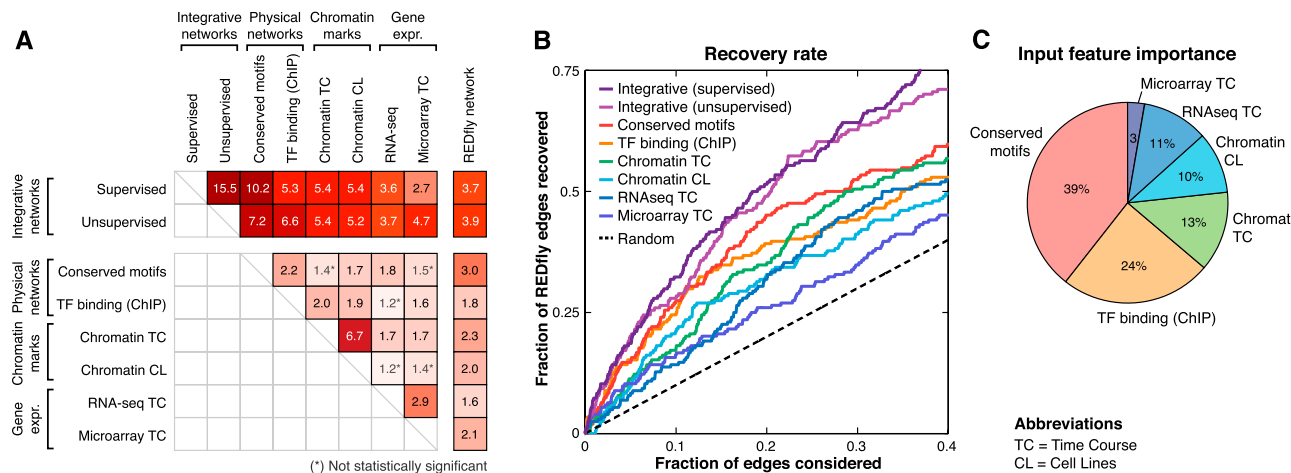 A
Integrative
networks
Physical
networks
Chromatin
marks
Gene
expr.
Supervised
Unsupervised
Conserved motifs
TF binding (ChIP)
Chromatin TC
Chromatin CL
RNA-seq
Microarray TC
REDfly network
Integrative
networks
Supervised 15.5 10.2 5.3 5.4 5.4 3.6 2.7 3.7
Unsupervised 7.2 6.6 5.4 5.2 3.7 4.7 3.9
Physical
networks
Conserved motifs 2.2 1.4* 1.7 1.8 1.5* 3.0
TF binding (ChIP) 2.0 1.9 1.2* 1.6 1.8
Chromatin
marks
Chromatin TC 6.7 1.7 1.7 2.3
Chromatin CL 1.2* 1.4* 2.0
Gene
expr.
RNA-seq TC 2.9 1.6
Microarray TC 2.1
(*) Not statistically significant
B
Recovery rate
Fraction of REDfly edges recovered
0.75
0.5
0.25
0
Integrative (supervised)
Integrative (unsupervised)
Conserved motifs
TF binding (ChIP)
Chromatin TC
Chromatin CL
RNAseq TC
Microarray TC
Random
0 0.1 0.2 0.3 0.4
Fraction of edges considered
C
Input feature importance
Microarray TC
RNAseq TC
Chromatin
CL
Chromat
TC
TF binding (ChIP)
Conserved
motifs
3
11%
10%
13%
24%
39%
Abbreviations
TC = Time Course
CL = Cell Lines